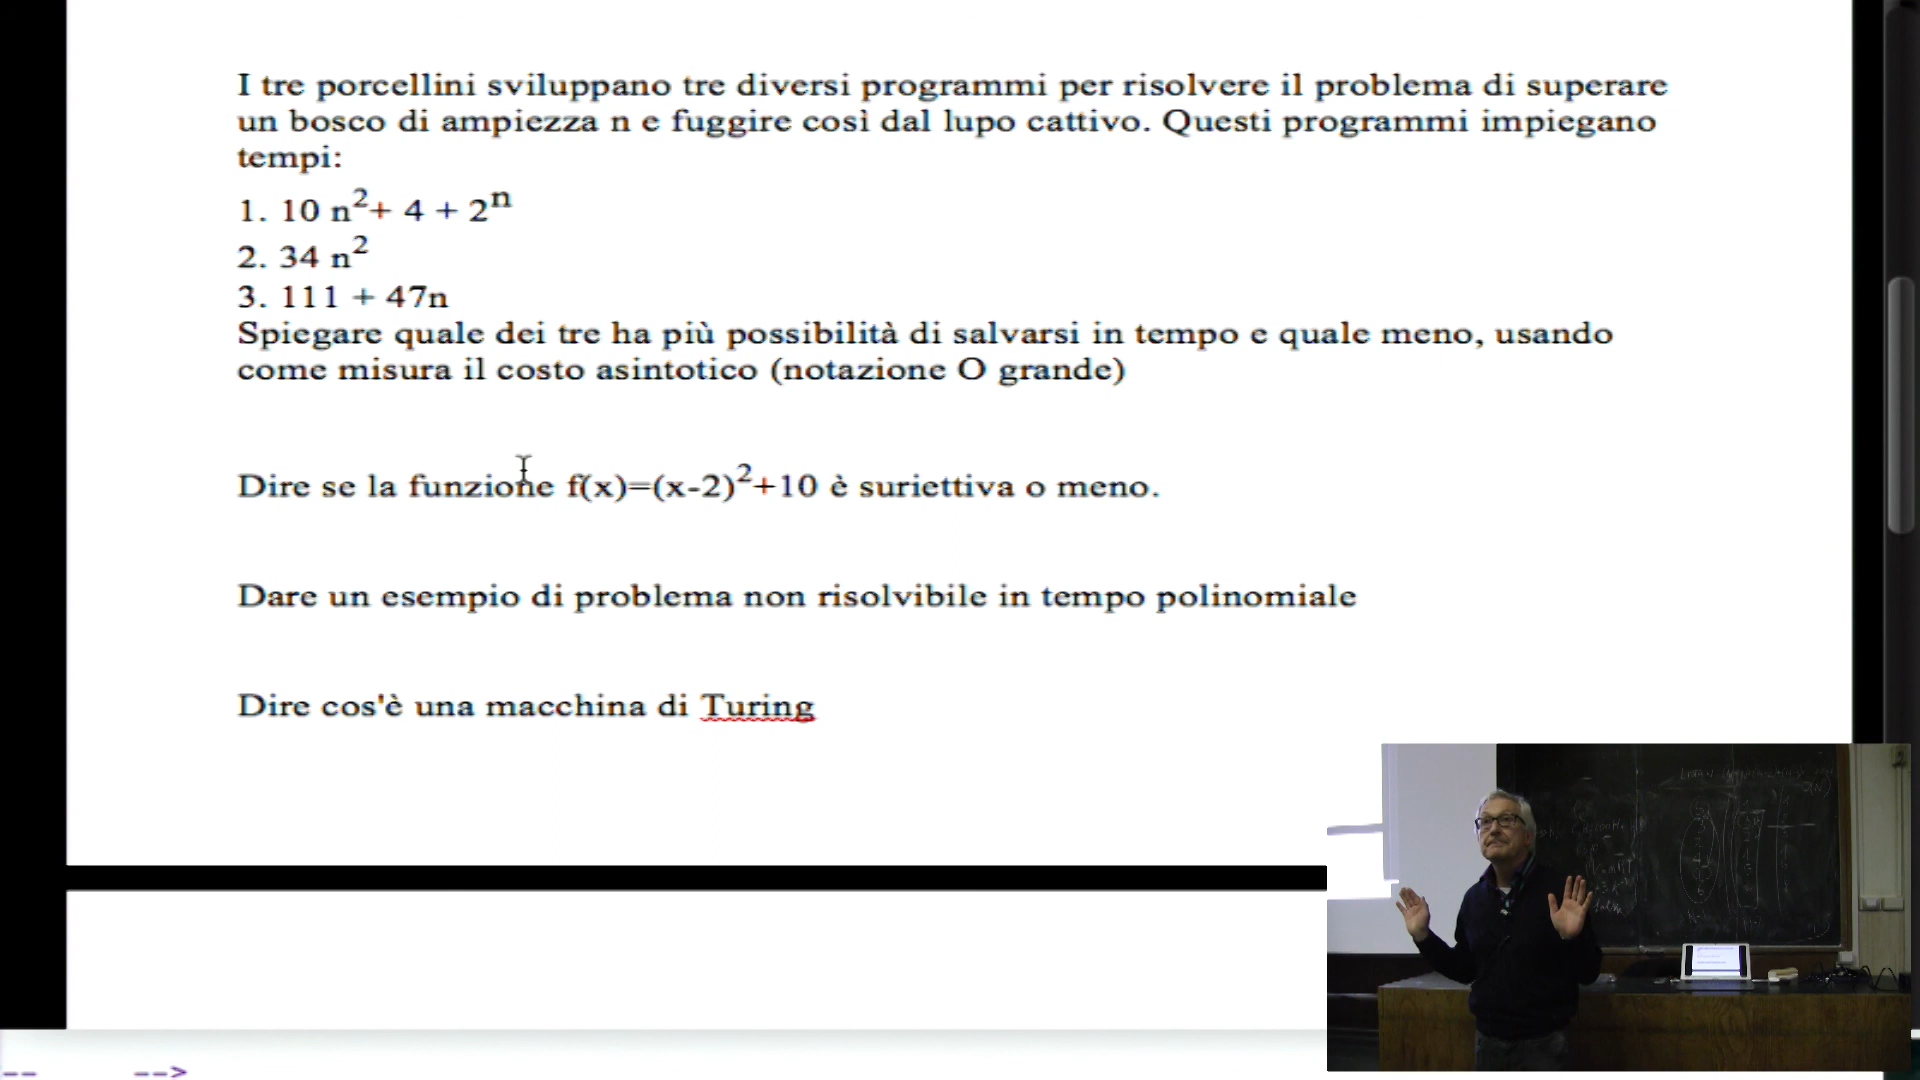 I tre porcellini sviluppano tre diversi programmi per risolvere il problema di superare
un bosco di ampiezza n e fuggire così dal lupo cattivo. Questi programmi impiegano
tempi:
1. 10 n²+ 4 + 2ⁿ
2. 34 n²
3. 111 + 47n
Spiegare quale dei tre ha più possibilità di salvarsi in tempo e quale meno, usando
come misura il costo asintotico (notazione O grande)
Dire se la funzione f(x)=(x-2)²+10 è suriettiva o meno.
Dare un esempio di problema non risolvibile in tempo polinomiale
Dire cos'è una macchina di Turing
-- -->